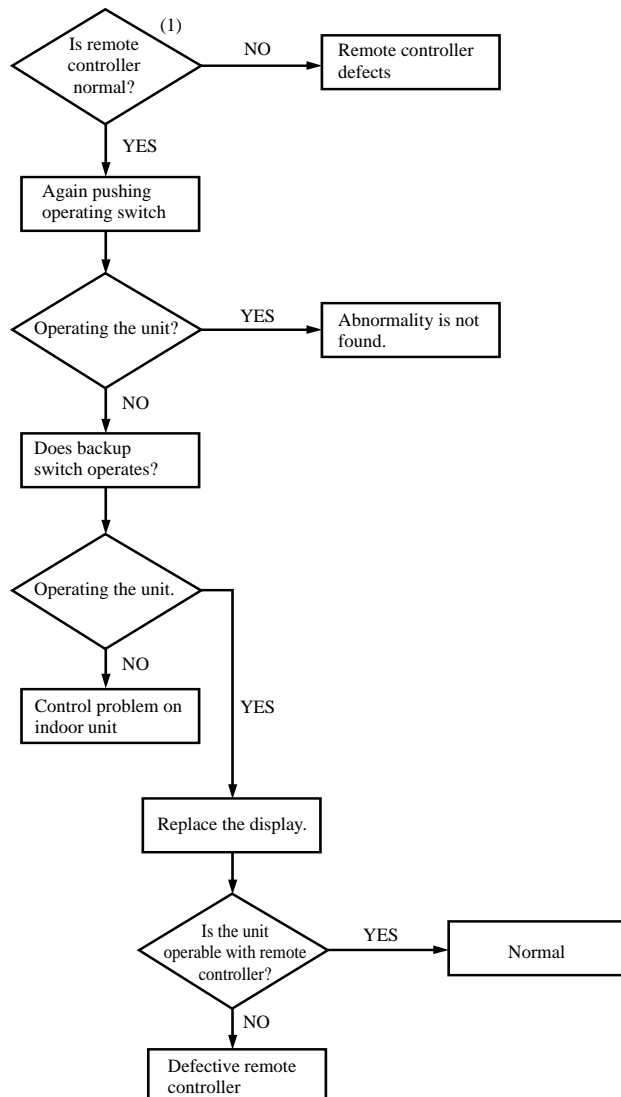 (1)
Is remote
controller
normal?
NO
Remote controller
defects
YES
Again pushing
operating switch
Operating the unit?
YES
Abnormality is not
found.
NO
Does backup
switch operates?
Operating the unit.
NO
YES
Control problem on
indoor unit
Replace the display.
Is the unit
operable with remote
controller?
YES
Normal
NO
Defective remote
controller